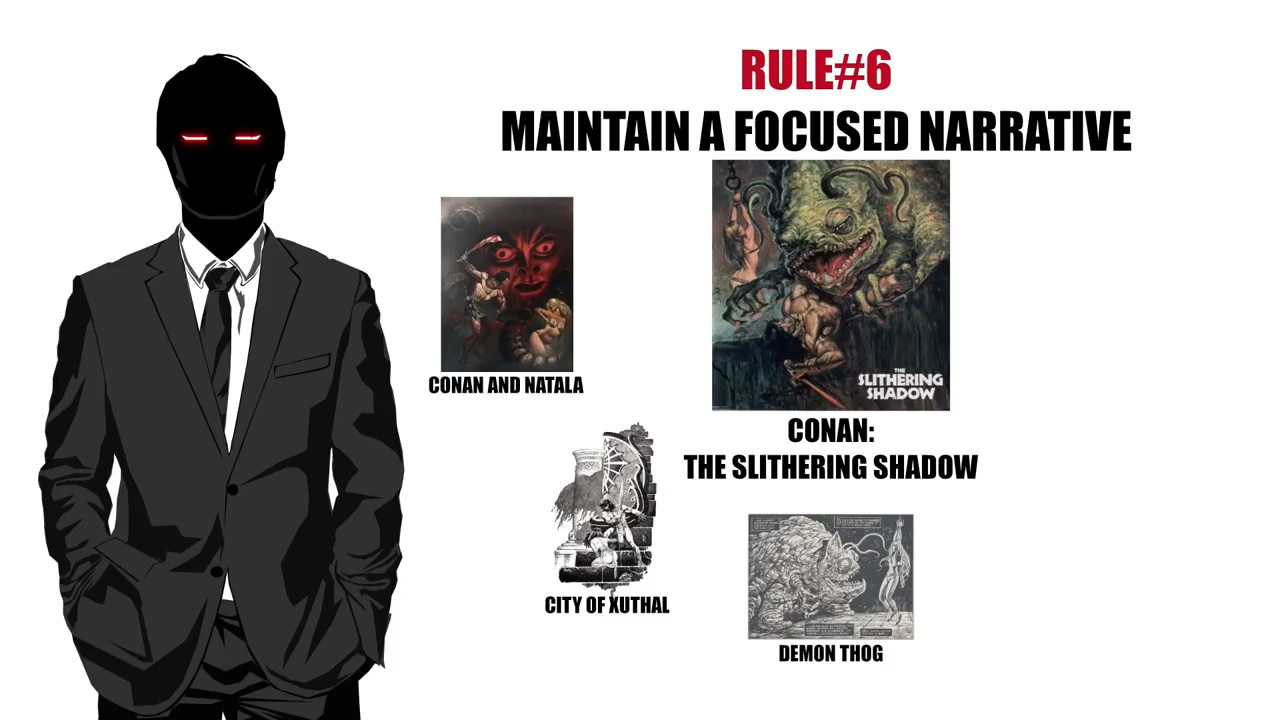 RULE#6
MAINTAIN A FOCUSED NARRATIVE
CONAN AND NATALA
THE
SLITHERING
SHADOW
CONAN:
THE SLITHERING SHADOW
CITY OF XUTHAL
DEMON THOG